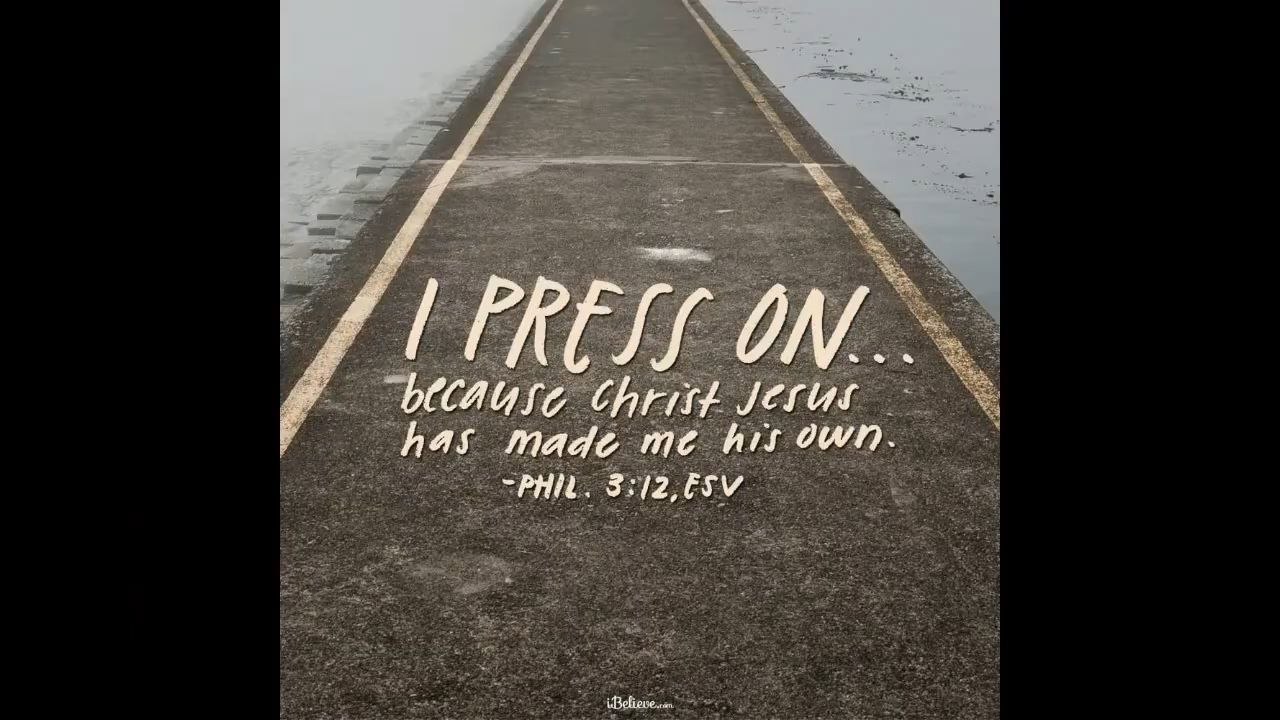 I PRESS ON...
because Christ Jesus
has made me his own.
-PHIL. 3:12, ESV
iBelieve.com